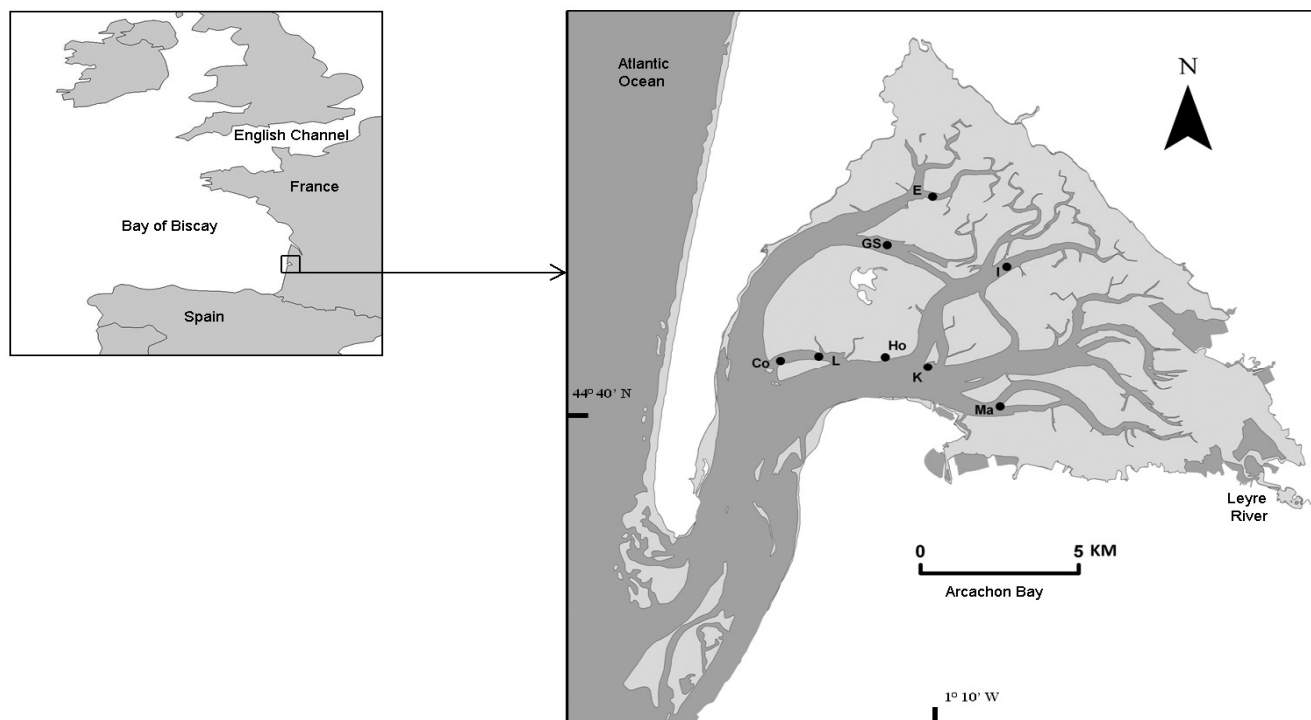 English Channel
France
Bay of Biscay
Spain
Atlantic
Ocean
N
E
GS
I
Ho
Co
L
K
44° 40' N
Ma
Leyre
River
0 5 KM
Arcachon Bay
1° 10' W